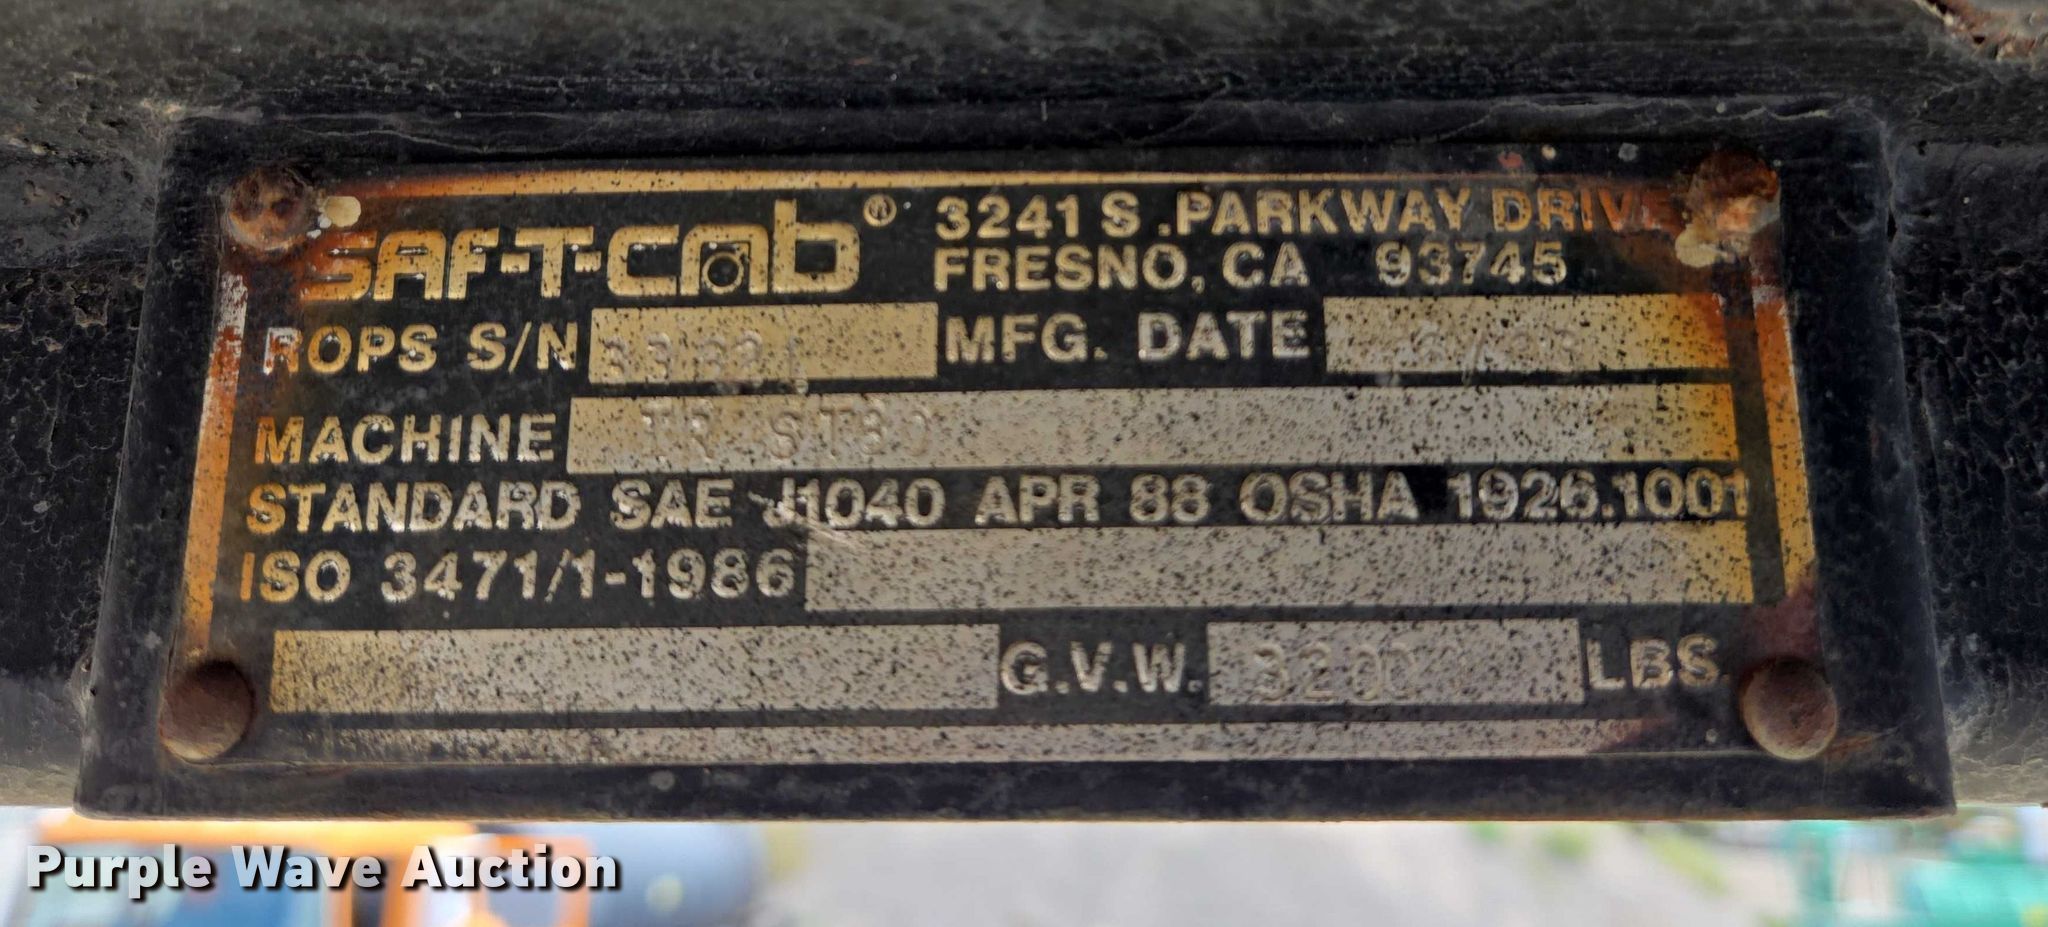 SAF-T-CAB® 3241 S. PARKWAY DRIVE
FRESNO, CA 93745
ROPS S/N MFG. DATE
MACHINE
STANDARD SAE J1040 APR 88 OSHA 1926.1001
ISO 3471/1-1986
G.V.W. LBS.
Purple Wave Auction